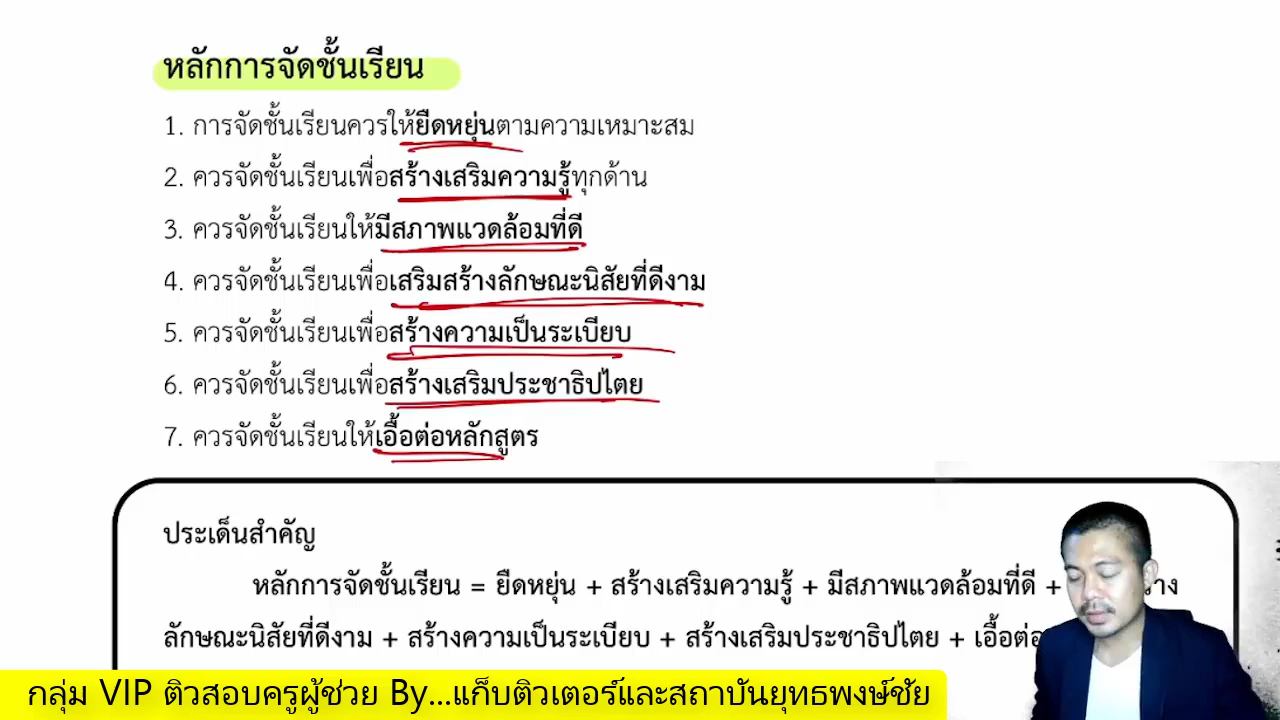 หลักการจัดชั้นเรียน
1. การจัดชั้นเรียนควรให้ยืดหยุ่นตามความเหมาะสม
2. ควรจัดชั้นเรียนเพื่อสร้างเสริมความรู้ทุกด้าน
3. ควรจัดชั้นเรียนให้มีสภาพแวดล้อมที่ดี
4. ควรจัดชั้นเรียนเพื่อเสริมสร้างลักษณะนิสัยที่ดีงาม
5. ควรจัดชั้นเรียนเพื่อสร้างความเป็นระเบียบ
6. ควรจัดชั้นเรียนเพื่อสร้างเสริมประชาธิปไตย
7. ควรจัดชั้นเรียนให้เอื้อต่อหลักสูตร
ประเด็นสำคัญ
หลักการจัดชั้นเรียน = ยืดหยุ่น + สร้างเสริมความรู้ + มีสภาพแวดล้อมที่ดี +
ลักษณะนิสัยที่ดีงาม + สร้างความเป็นระเบียบ + สร้างเสริมประชาธิปไตย + เอื้อต่อ
กลุ่ม VIP ติวสอบครูผู้ช่วย By...แก็บติวเตอร์และสถาบันยุทธพงษ์ชัย